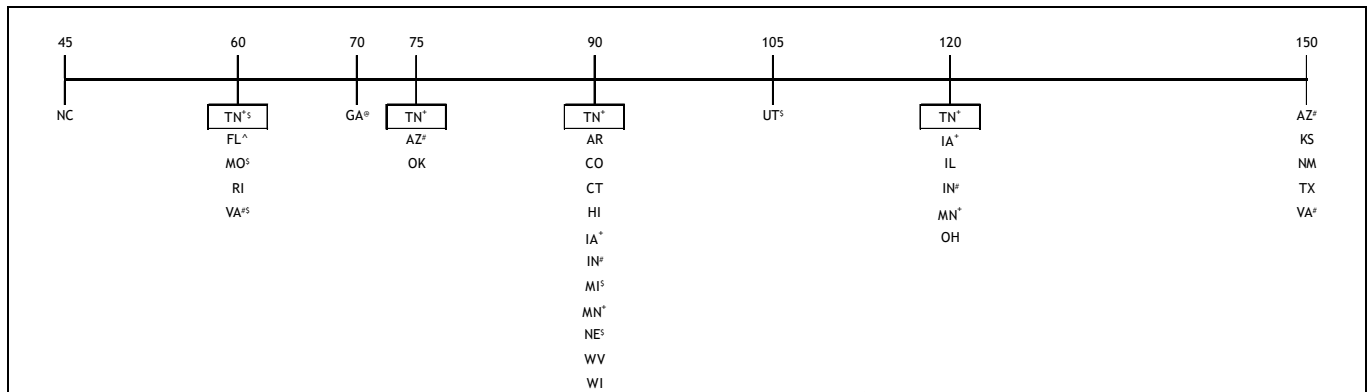 45 60 70 75 90 105 120 150
NC TN⁺$ GA@ TN⁺ TN⁺ UT$ TN⁺ AZ#
FL^ AZ# AR IA⁺ KS
MO$ OK CO IL NM
RI CT IN# TX
VA#$ HI MN⁺ VA#
IA⁺ OH
IN#
MI$
MN⁺
NE$
WV
WI